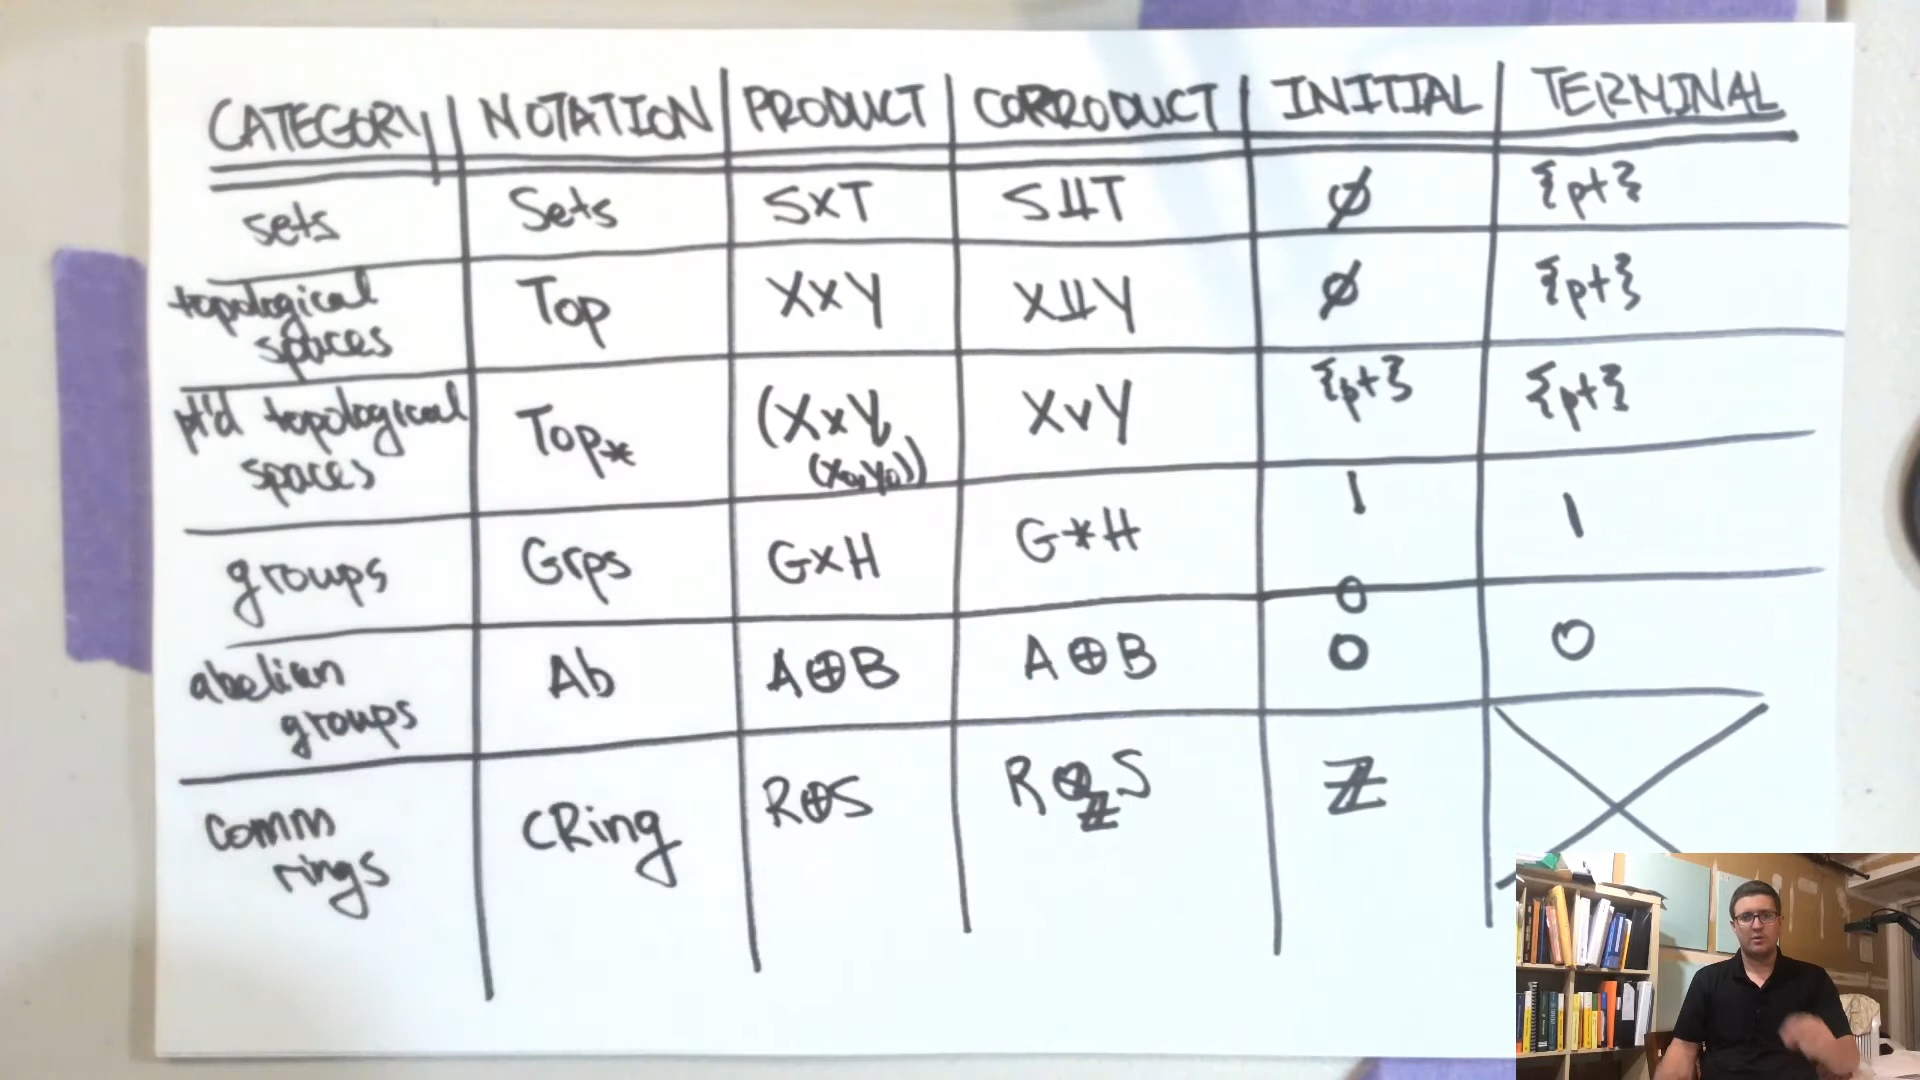 CATEGORY NOTATION PRODUCT COPRODUCT INITIAL TERMINAL
sets Sets S×T S⨿T ∅ {pt}
topological spaces Top X×Y X⨿Y ∅ {pt}
pt'd topological spaces Top* (X×Y, (x₀,y₀)) X∨Y {pt} {pt}
groups Grps G×H G*H 1 1
0
abelian groups Ab A⊕B A⊕B 0 0
comm rings CRing R⊕S R⊗ℤS ℤ